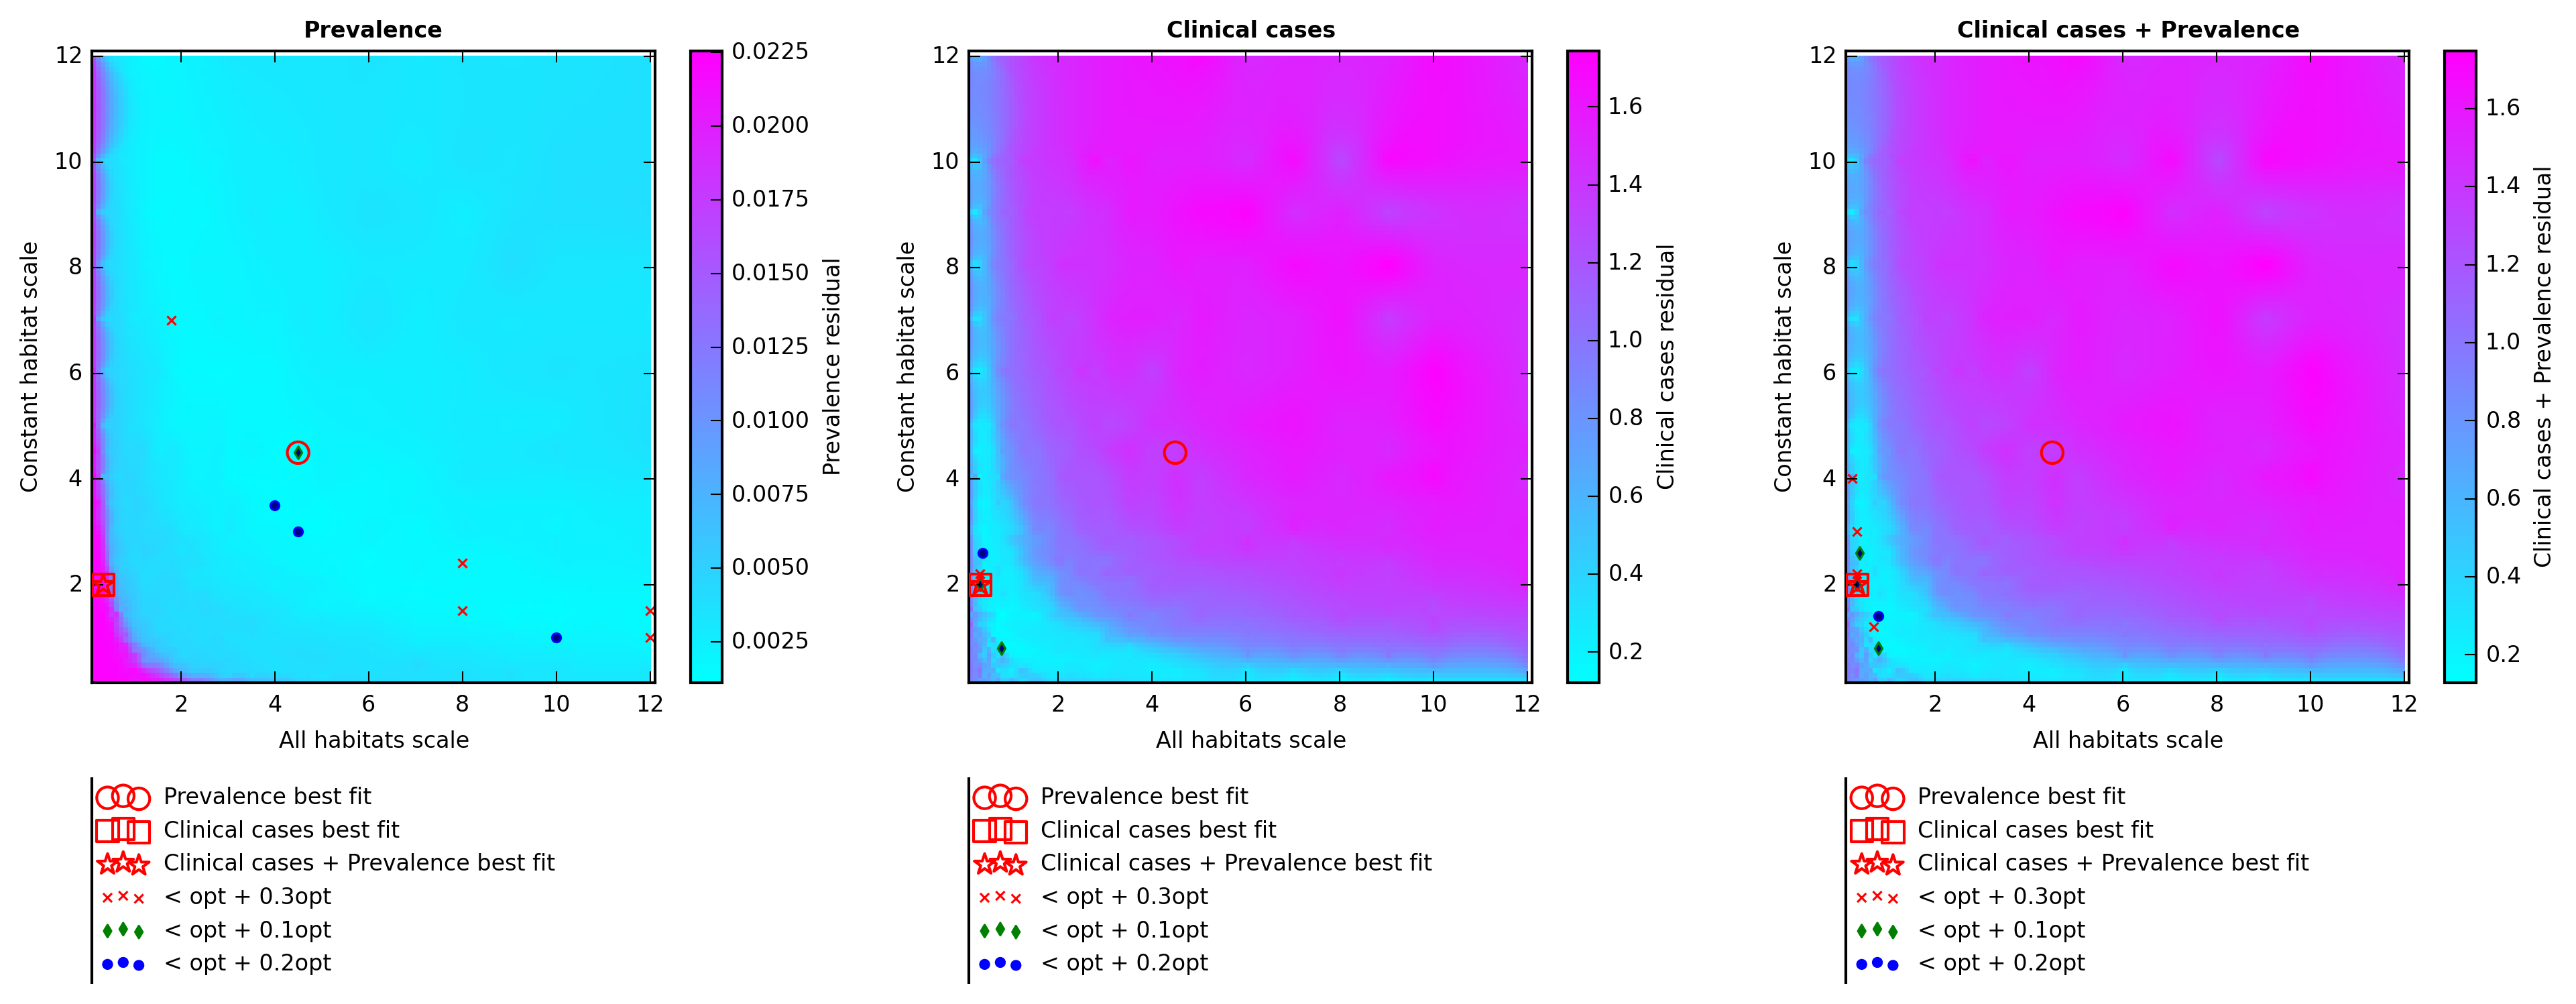 Prevalence
12
10
8
6
4
2
2 4 6 8 10 12
Constant habitat scale
All habitats scale
0.0225
0.0200
0.0175
0.0150
0.0125
0.0100
0.0075
0.0050
0.0025
Prevalence residual
Prevalence best fit
Clinical cases best fit
Clinical cases + Prevalence best fit
< opt + 0.3opt
< opt + 0.1opt
< opt + 0.2opt
Clinical cases
12
10
8
6
4
2
2 4 6 8 10 12
Constant habitat scale
All habitats scale
1.6
1.4
1.2
1.0
0.8
0.6
0.4
0.2
Clinical cases residual
Prevalence best fit
Clinical cases best fit
Clinical cases + Prevalence best fit
< opt + 0.3opt
< opt + 0.1opt
< opt + 0.2opt
Clinical cases + Prevalence
12
10
8
6
4
2
2 4 6 8 10 12
Constant habitat scale
All habitats scale
1.6
1.4
1.2
1.0
0.8
0.6
0.4
0.2
Clinical cases + Prevalence residual
Prevalence best fit
Clinical cases best fit
Clinical cases + Prevalence best fit
< opt + 0.3opt
< opt + 0.1opt
< opt + 0.2opt